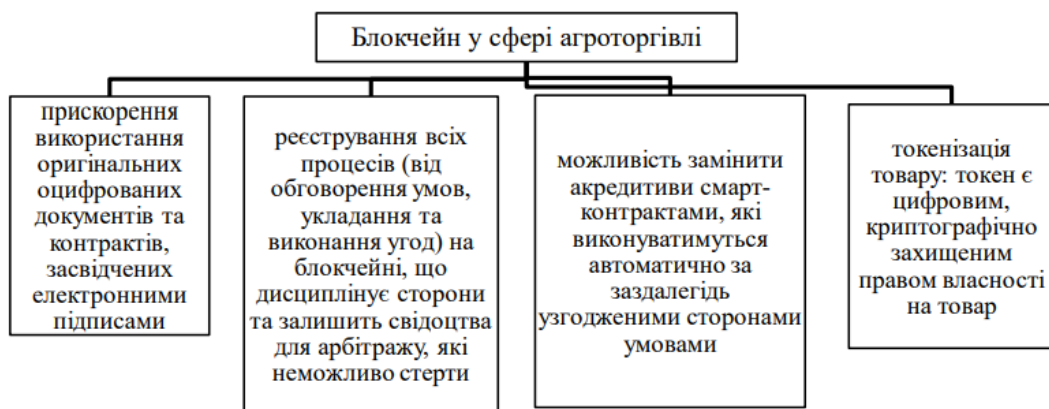 Блокчейн у сфері агроторгівлі
прискорення
використання
оригінальних
оцифрованих
документів та
контрактів,
засвідчених
електронними
підписами
реєстрування всіх
процесів (від
обговорення умов,
укладання та
виконання угод) на
блокчейні, що
дисциплінує сторони
та залишить свідоцтва
для арбітражу, які
неможливо стерти
можливість замінити
акредитиви смарт-
контрактами, які
виконуватимуться
автоматично за
заздалегідь
узгодженими сторонами
умовами
токенізація
товару: токен є
цифровим,
криптографічно
захищеним
правом власності
на товар